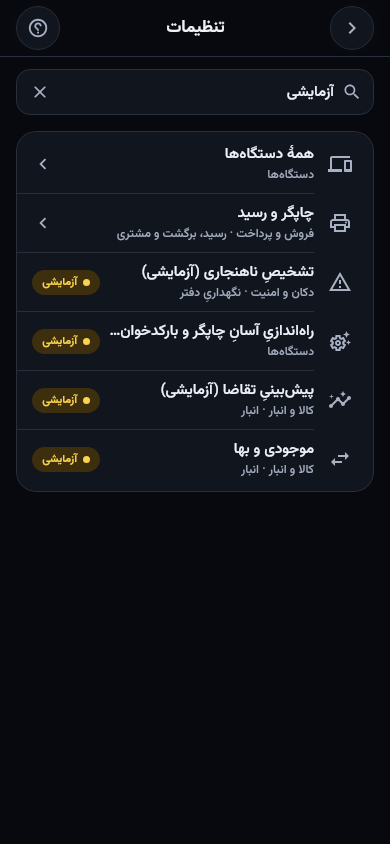 تنظیمات
آزمایشی
همهٔ دستگاه‌ها
دستگاه‌ها
چاپگر و رسید
فروش و پرداخت · رسید، برگشت و مشتری
تشخیصِ ناهنجاری (آزمایشی)
دکان و امنیت · نگهداریِ دفتر
آزمایشی
راه‌اندازیِ آسانِ چاپگر و بارکدخوان...
دستگاه‌ها
آزمایشی
پیش‌بینیِ تقاضا (آزمایشی)
کالا و انبار · انبار
آزمایشی
موجودی و بها
کالا و انبار · انبار
آزمایشی